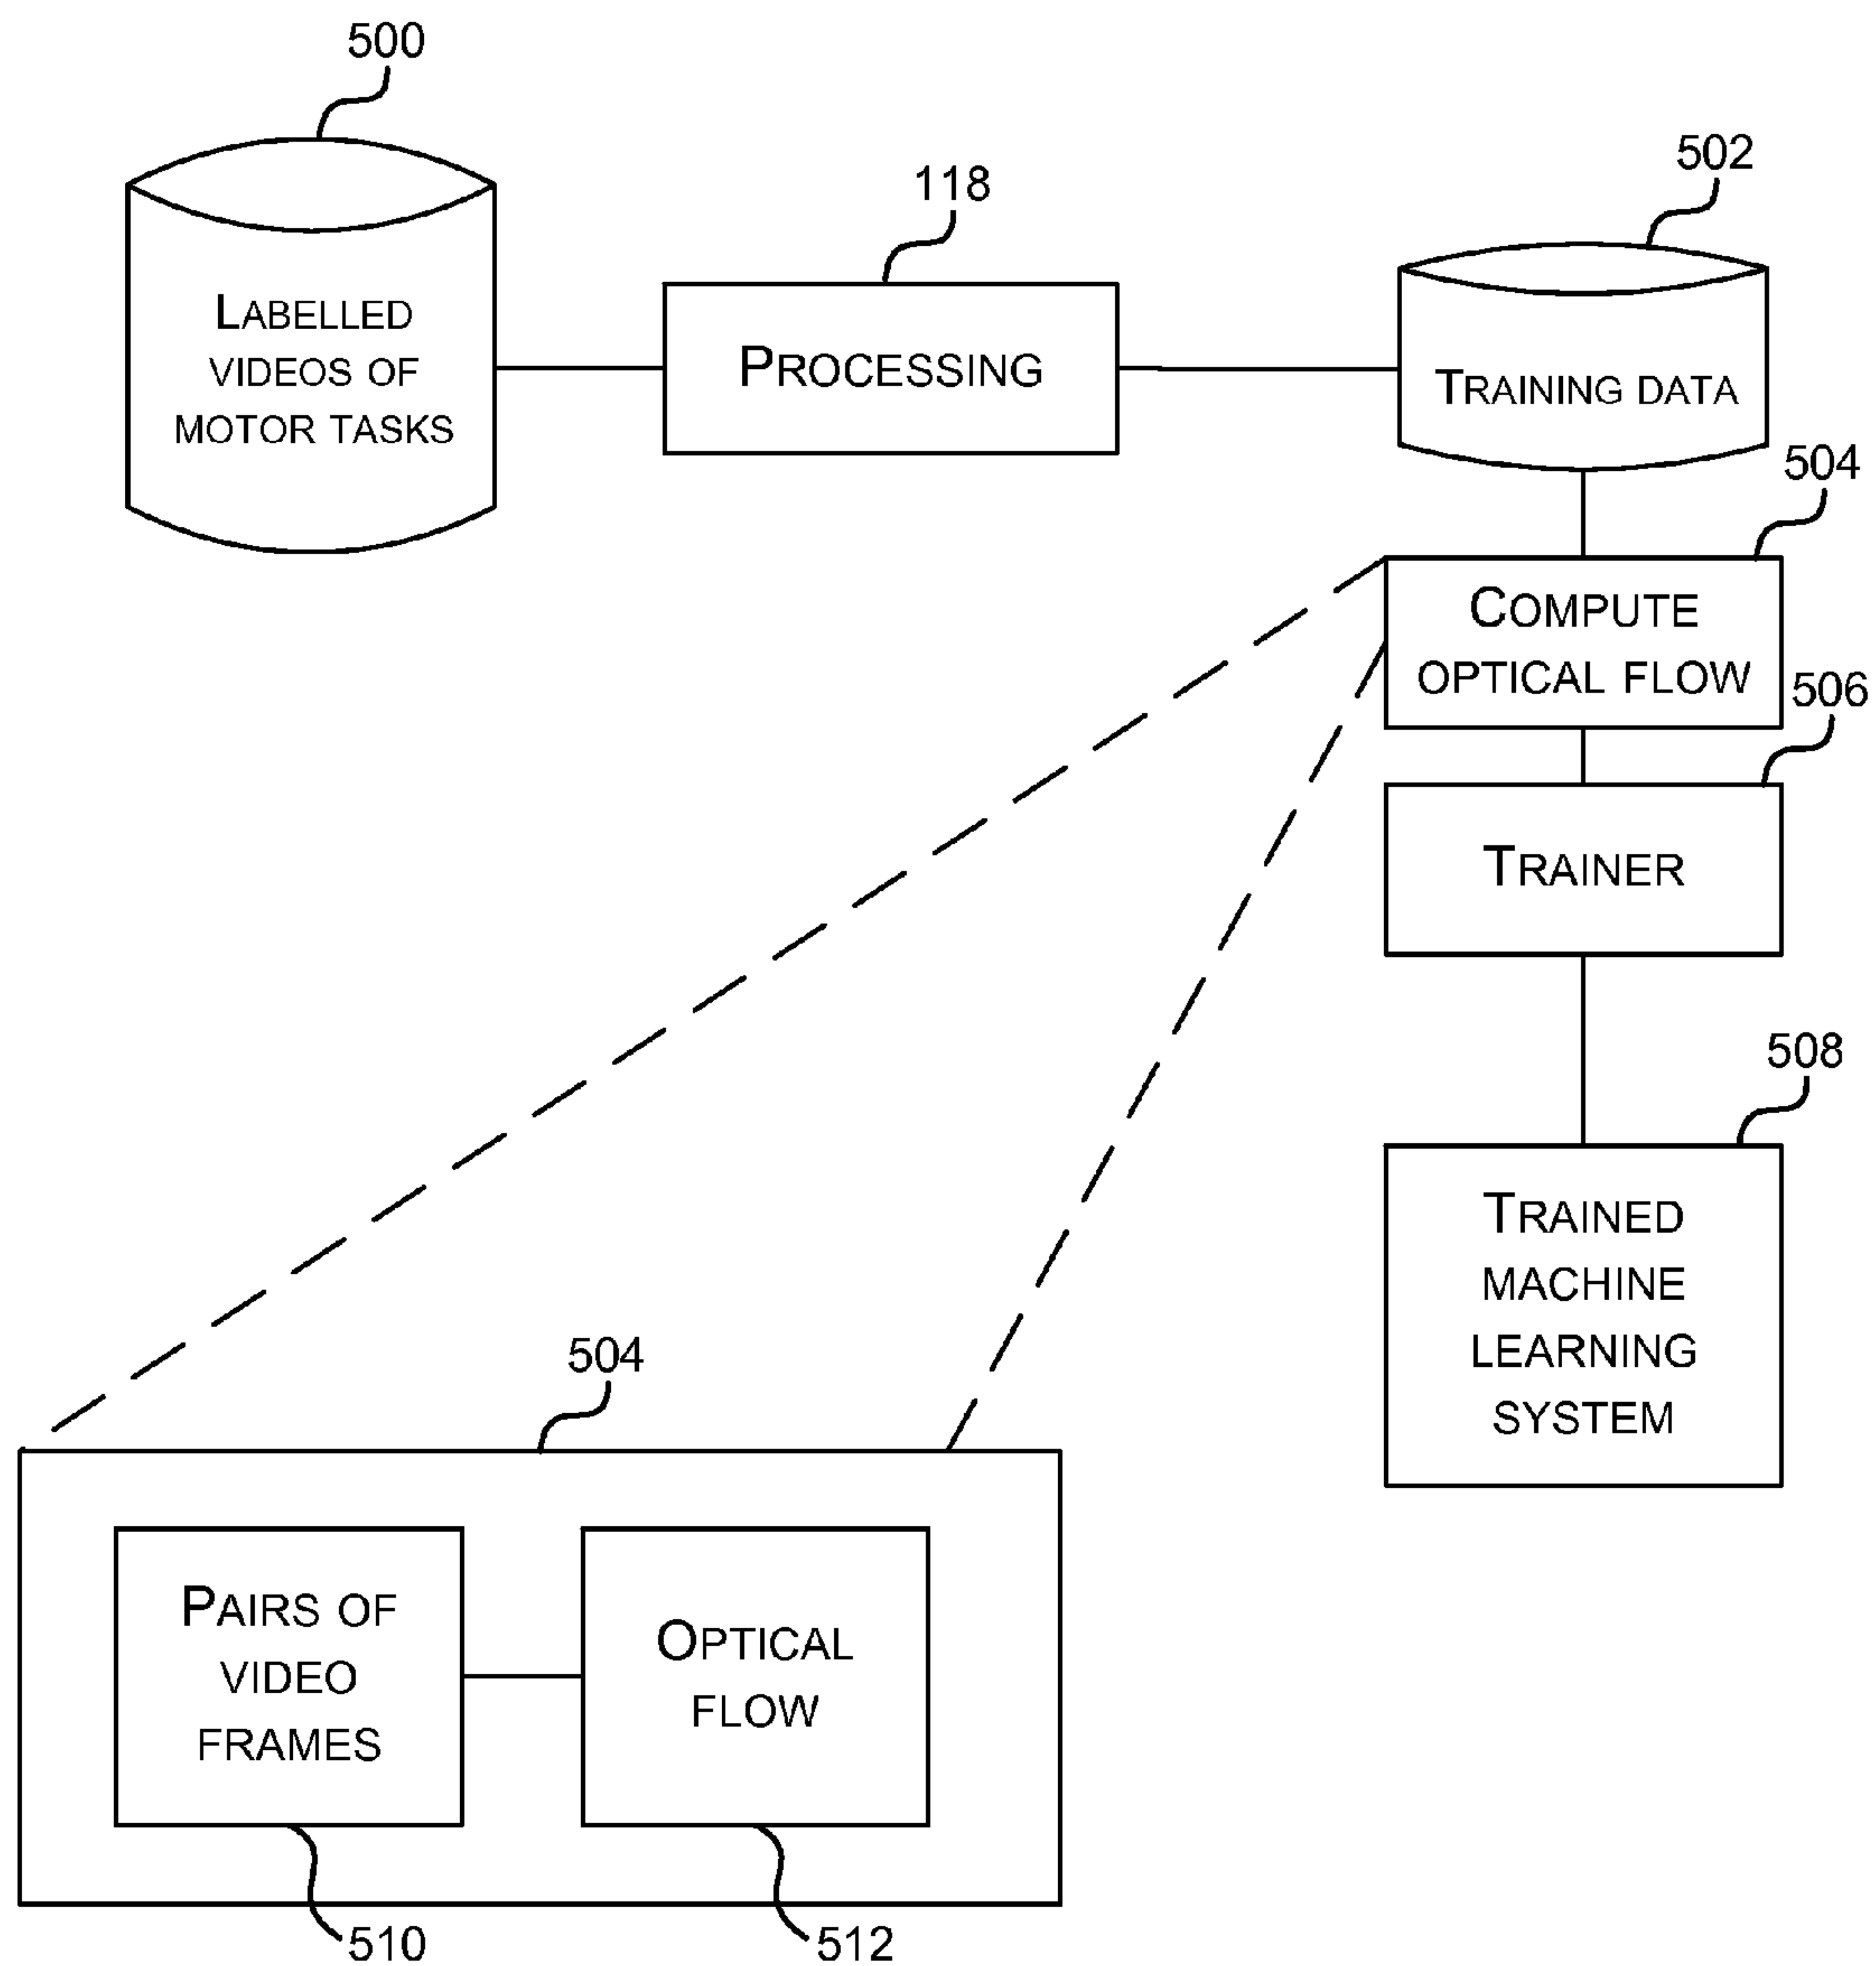 500
118
502
LABELLED
VIDEOS OF
MOTOR TASKS
PROCESSING
TRAINING DATA
504
COMPUTE
OPTICAL FLOW
506
TRAINER
508
TRAINED
MACHINE
LEARNING
SYSTEM
504
PAIRS OF
VIDEO
FRAMES
OPTICAL
FLOW
510
512